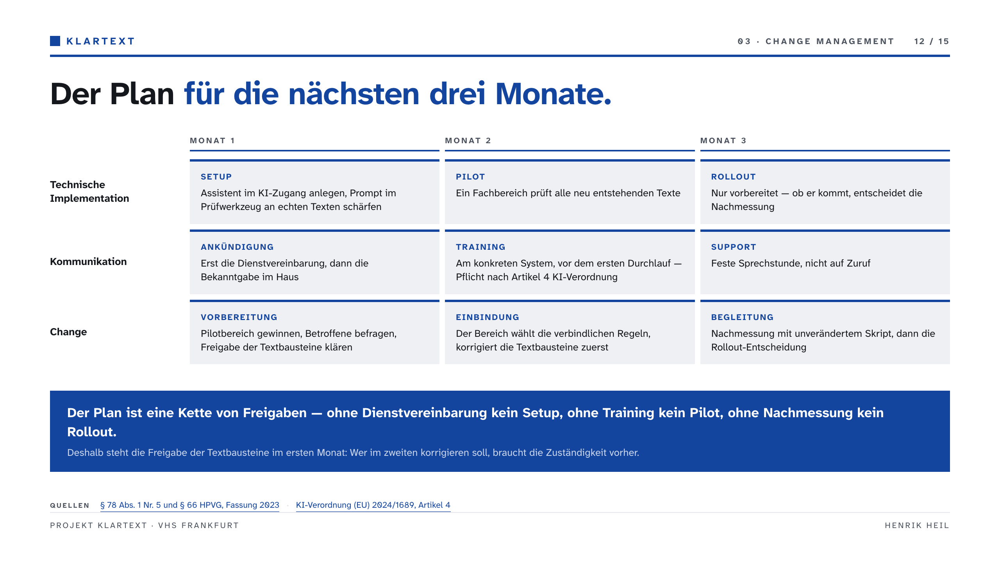 KLARTEXT
03 · CHANGE MANAGEMENT 12 / 15
Der Plan für die nächsten drei Monate.
MONAT 1
MONAT 2
MONAT 3
Technische
Implementation
SETUP
Assistent im KI-Zugang anlegen, Prompt im
Prüfwerkzeug an echten Texten schärfen
PILOT
Ein Fachbereich prüft alle neu entstehenden Texte
ROLLOUT
Nur vorbereitet — ob er kommt, entscheidet die
Nachmessung
Kommunikation
ANKÜNDIGUNG
Erst die Dienstvereinbarung, dann die
Bekanntgabe im Haus
TRAINING
Am konkreten System, vor dem ersten Durchlauf —
Pflicht nach Artikel 4 KI-Verordnung
SUPPORT
Feste Sprechstunde, nicht auf Zuruf
Change
VORBEREITUNG
Pilotbereich gewinnen, Betroffene befragen,
Freigabe der Textbausteine klären
EINBINDUNG
Der Bereich wählt die verbindlichen Regeln,
korrigiert die Textbausteine zuerst
BEGLEITUNG
Nachmessung mit unverändertem Skript, dann die
Rollout-Entscheidung
Der Plan ist eine Kette von Freigaben — ohne Dienstvereinbarung kein Setup, ohne Training kein Pilot, ohne Nachmessung kein
Rollout.
Deshalb steht die Freigabe der Textbausteine im ersten Monat: Wer im zweiten korrigieren soll, braucht die Zuständigkeit vorher.
QUELLEN § 78 Abs. 1 Nr. 5 und § 66 HPVG, Fassung 2023 · KI-Verordnung (EU) 2024/1689, Artikel 4
PROJEKT KLARTEXT · VHS FRANKFURT
HENRIK HEIL